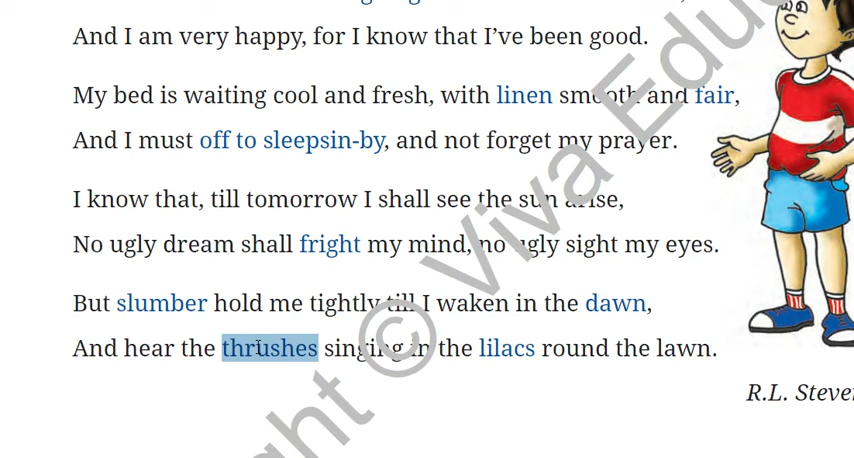 And I am very happy, for I know that I’ve been good.
My bed is waiting cool and fresh, with linen smooth and fair,
And I must off to sleepsin-by, and not forget my prayer.
I know that, till tomorrow I shall see the sun arise,
No ugly dream shall fright my mind, no ugly sight my eyes.
But slumber hold me tightly till I waken in the dawn,
And hear the thrushes singing in the lilacs round the lawn.
R.L. Steve
ght © Viva Educ